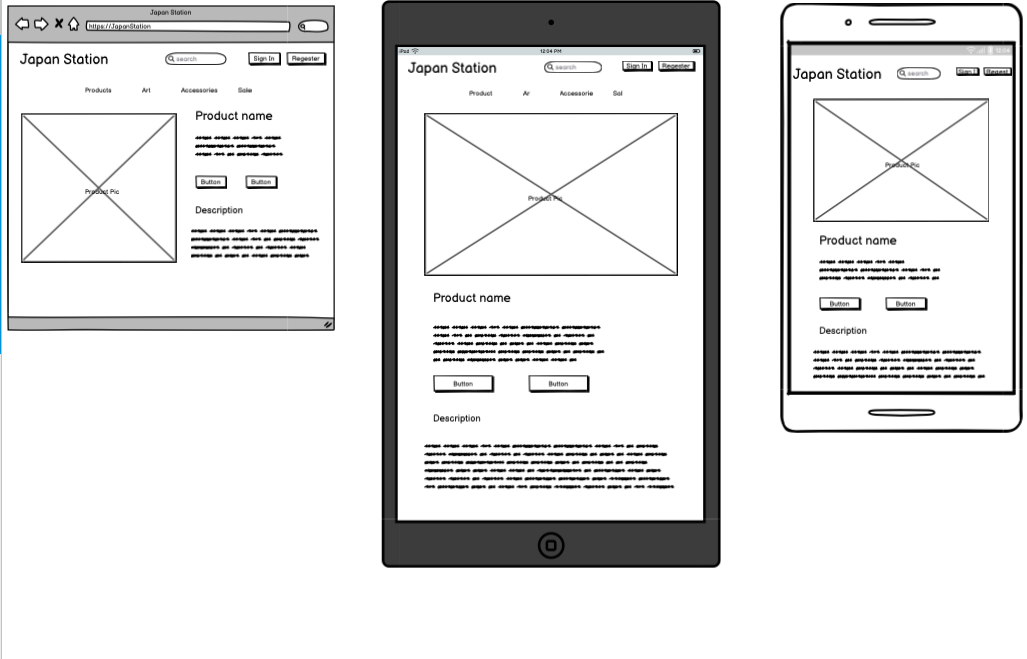 Japan Station
https://JapanStation
Japan Station
search
Sign In
Regester
Products Art Accessories Sale
Product name
Product Pic
Button Button
Description
iPad 12:04 PM
Japan Station
search
Sign In
Regester
Product Ar Accessorie Sal
Product Pic
Product name
Button Button
Description
12:04
Japan Station
search
Sign I
Regest
Product Pic
Product name
Button Button
Description